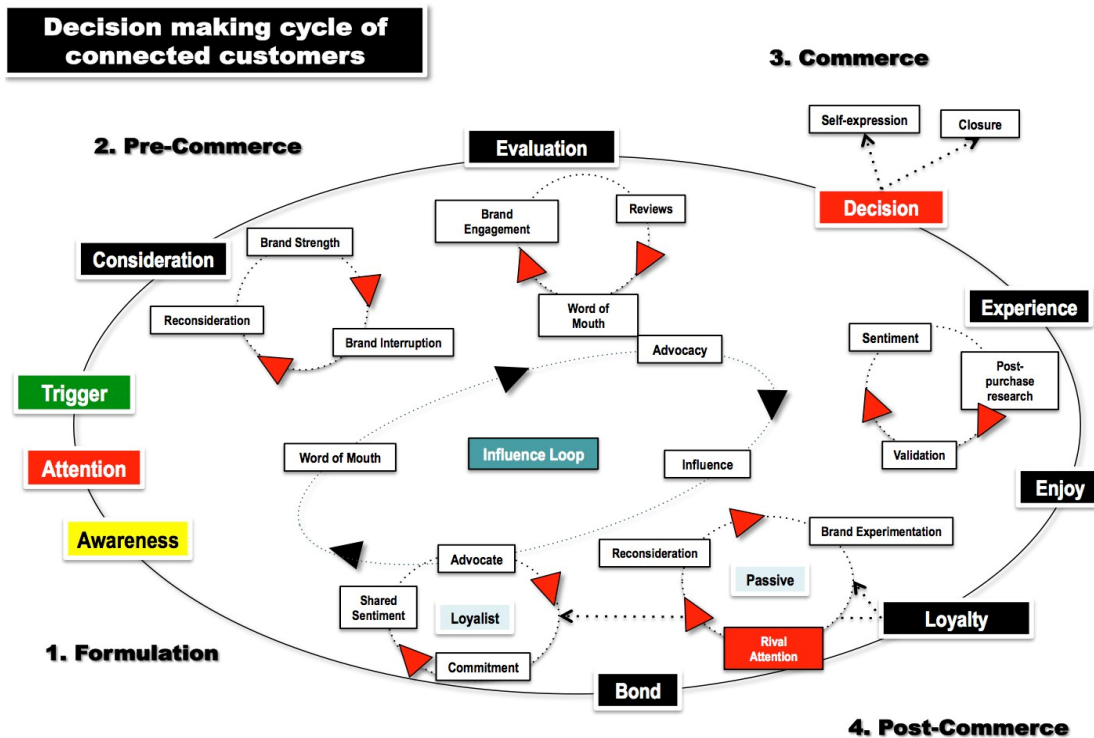 Decision making cycle of
connected customers
3. Commerce
Self-expression
Closure
2. Pre-Commerce
Evaluation
Decision
Brand
Engagement
Reviews
Consideration
Brand Strength
Reconsideration
Brand Interruption
Word of
Mouth
Advocacy
Experience
Sentiment
Post-
purchase
research
Validation
Trigger
Attention
Awareness
Word of Mouth
Influence Loop
Influence
Enjoy
Brand Experimentation
Reconsideration
Passive
Advocate
Shared
Sentiment
Loyalist
Commitment
Rival
Attention
Loyalty
1. Formulation
Bond
4. Post-Commerce